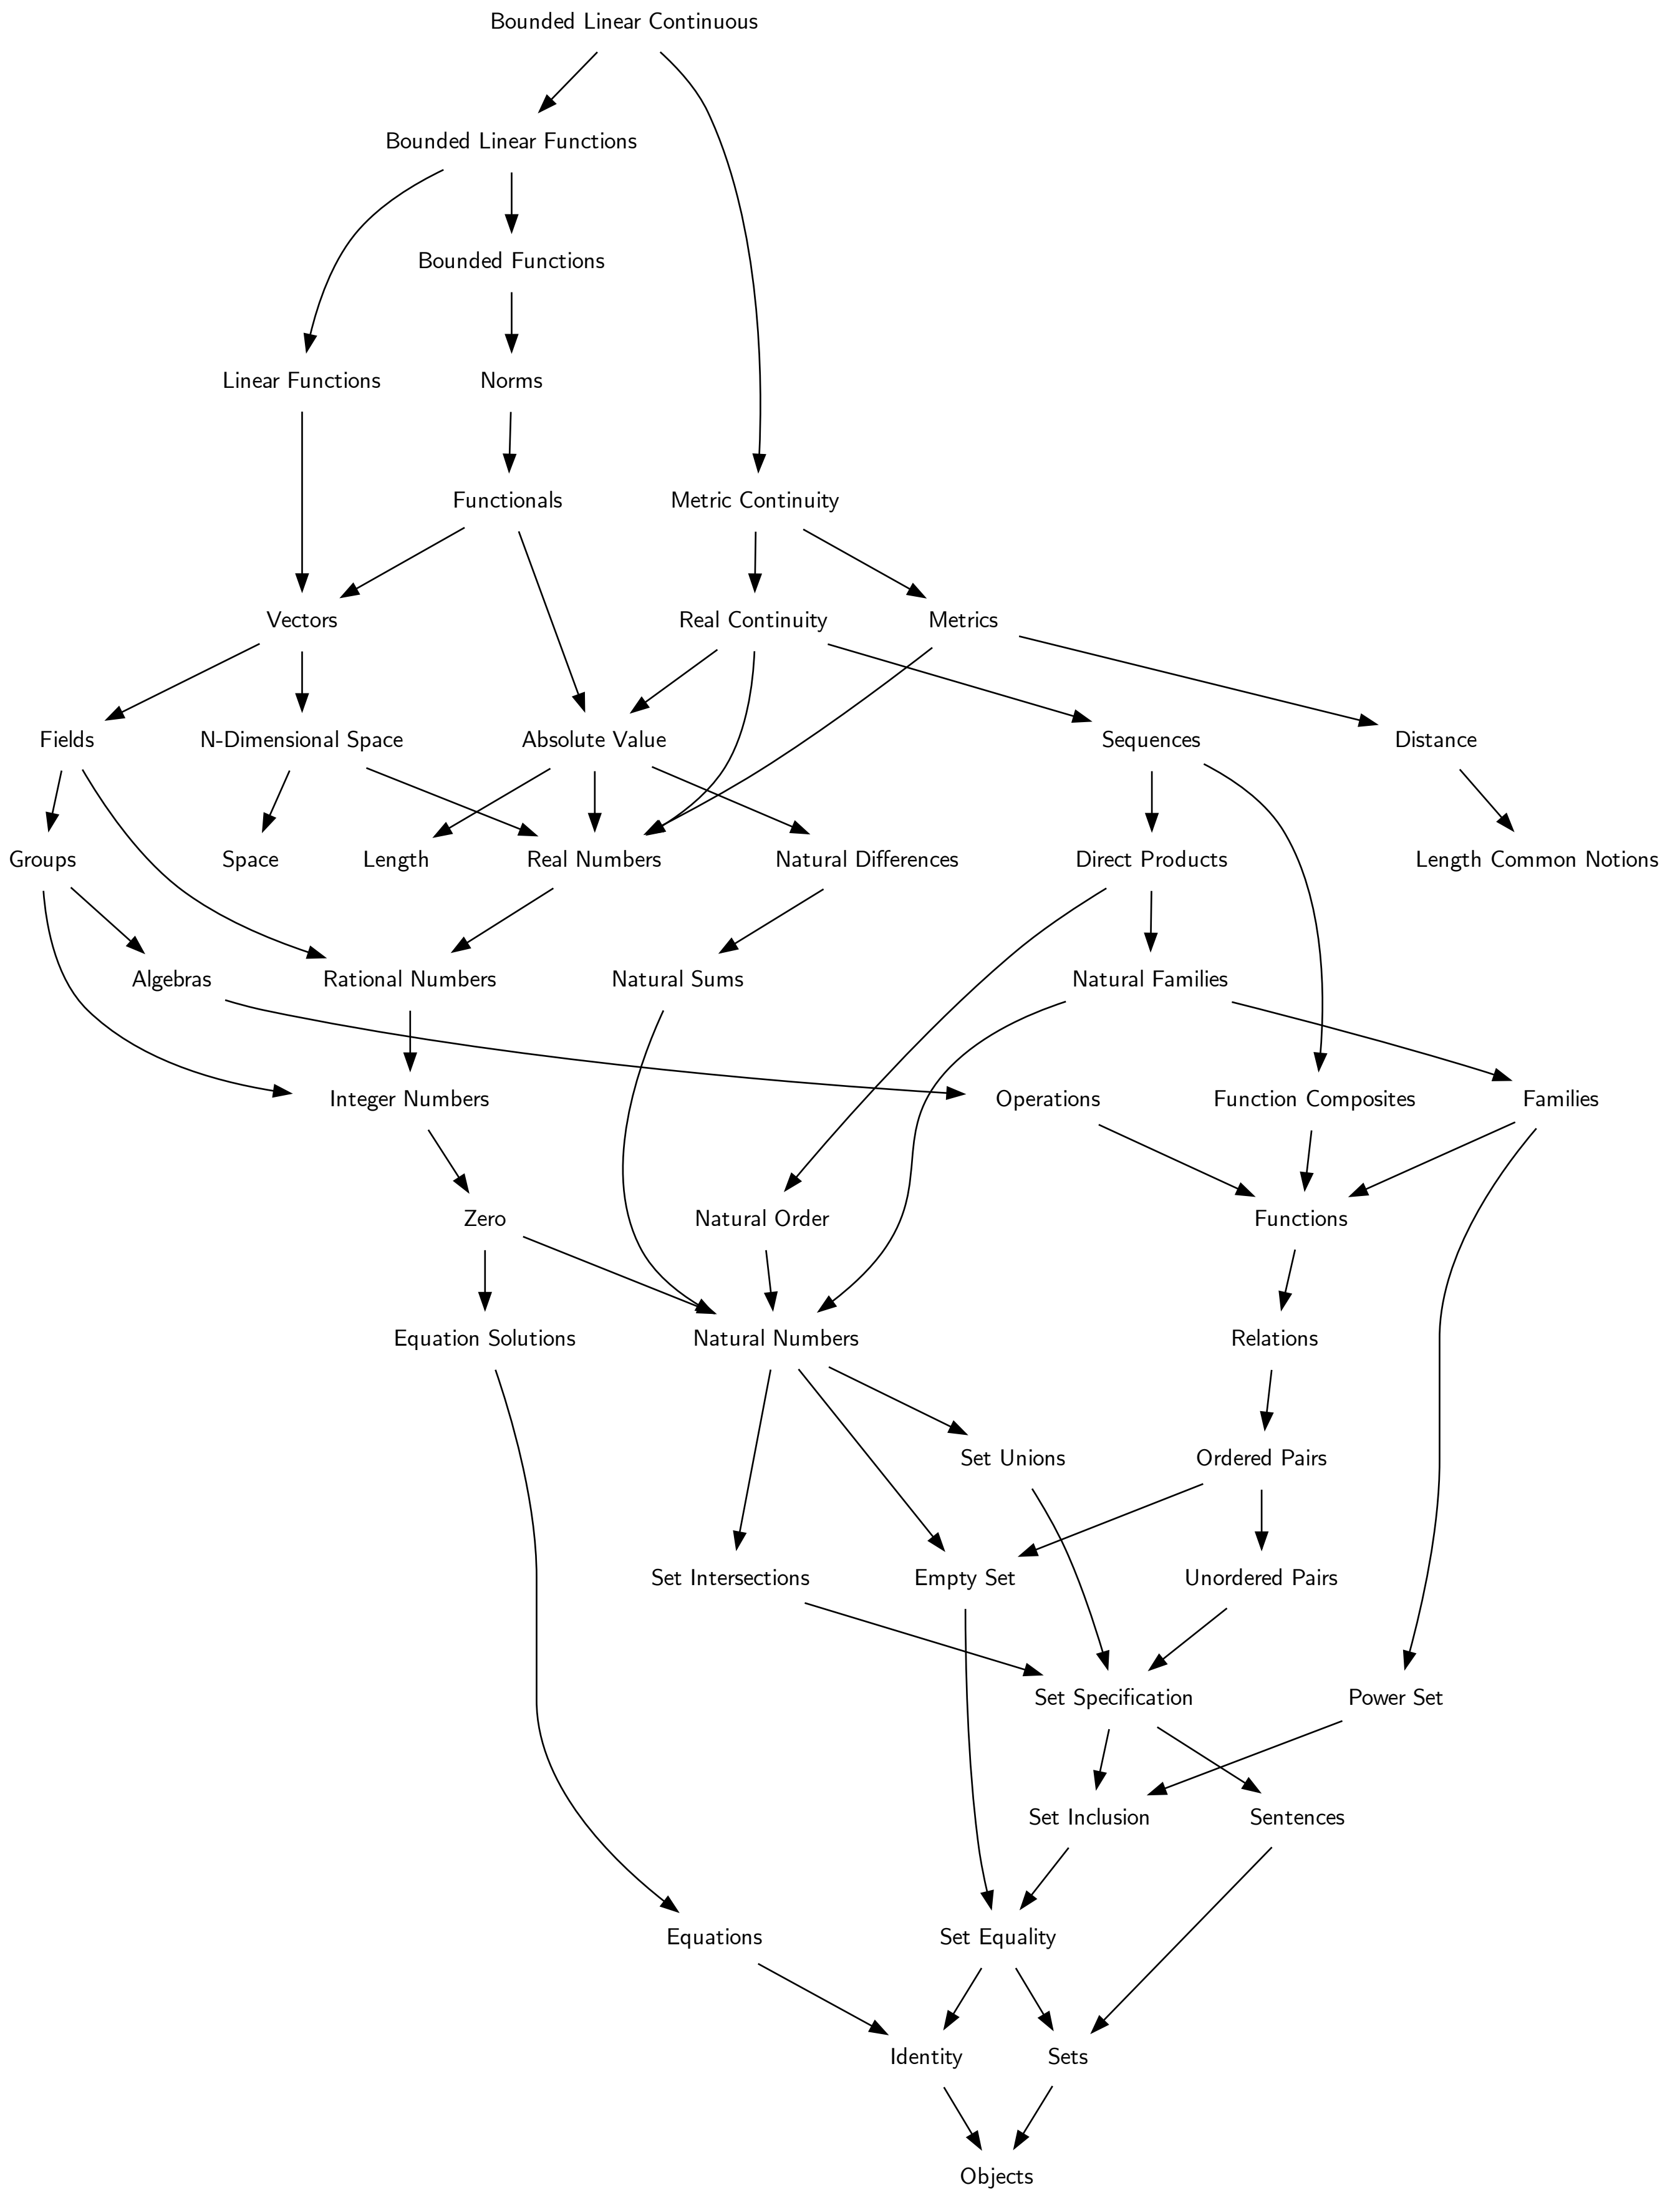 Bounded Linear Continuous
Bounded Linear Functions
Bounded Functions
Linear Functions
Norms
Functionals
Metric Continuity
Vectors
Real Continuity
Metrics
Fields
N-Dimensional Space
Absolute Value
Sequences
Distance
Groups
Space
Length
Real Numbers
Natural Differences
Direct Products
Length Common Notions
Algebras
Rational Numbers
Natural Sums
Natural Families
Integer Numbers
Operations
Function Composites
Families
Zero
Natural Order
Functions
Equation Solutions
Natural Numbers
Relations
Set Unions
Ordered Pairs
Set Intersections
Empty Set
Unordered Pairs
Set Specification
Power Set
Set Inclusion
Sentences
Equations
Set Equality
Identity
Sets
Objects